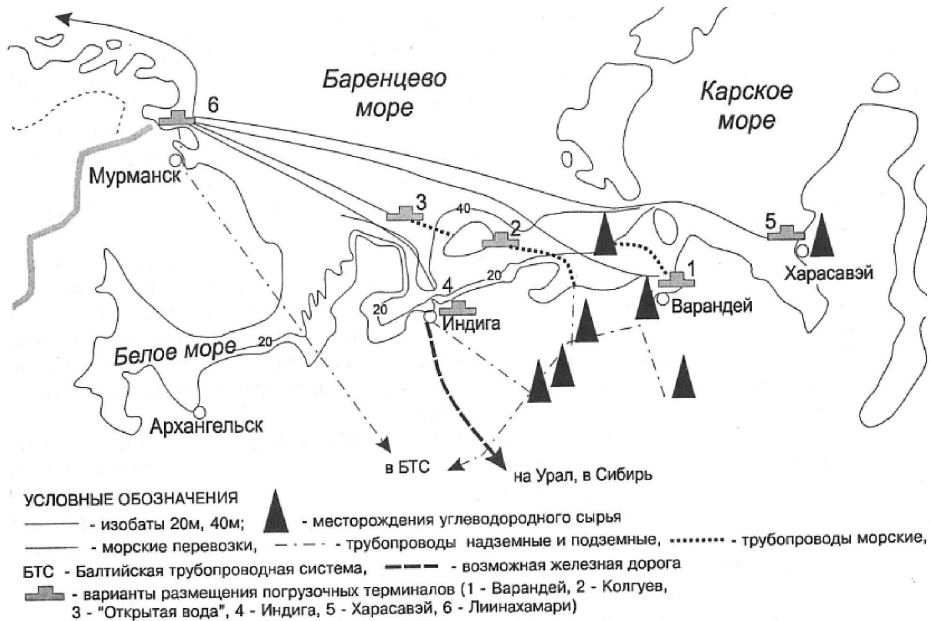 Баренцево
море
Карское
море
6
Мурманск
3
40
2
5
Харасавэй
1
Варандей
4
20
20
Индига
Белое море
20
Архангельск
в БТС
на Урал, в Сибирь
УСЛОВНЫЕ ОБОЗНАЧЕНИЯ
- изобаты 20м, 40м; - месторождения углеводородного сырья
- морские перевозки, - трубопроводы надземные и подземные, - трубопроводы морские,
БТС - Балтийская трубопроводная система, - возможная железная дорога
- варианты размещения погрузочных терминалов (1 - Варандей, 2 - Колгуев,
3 - "Открытая вода", 4 - Индига, 5 - Харасавэй, 6 - Лиинахамари)